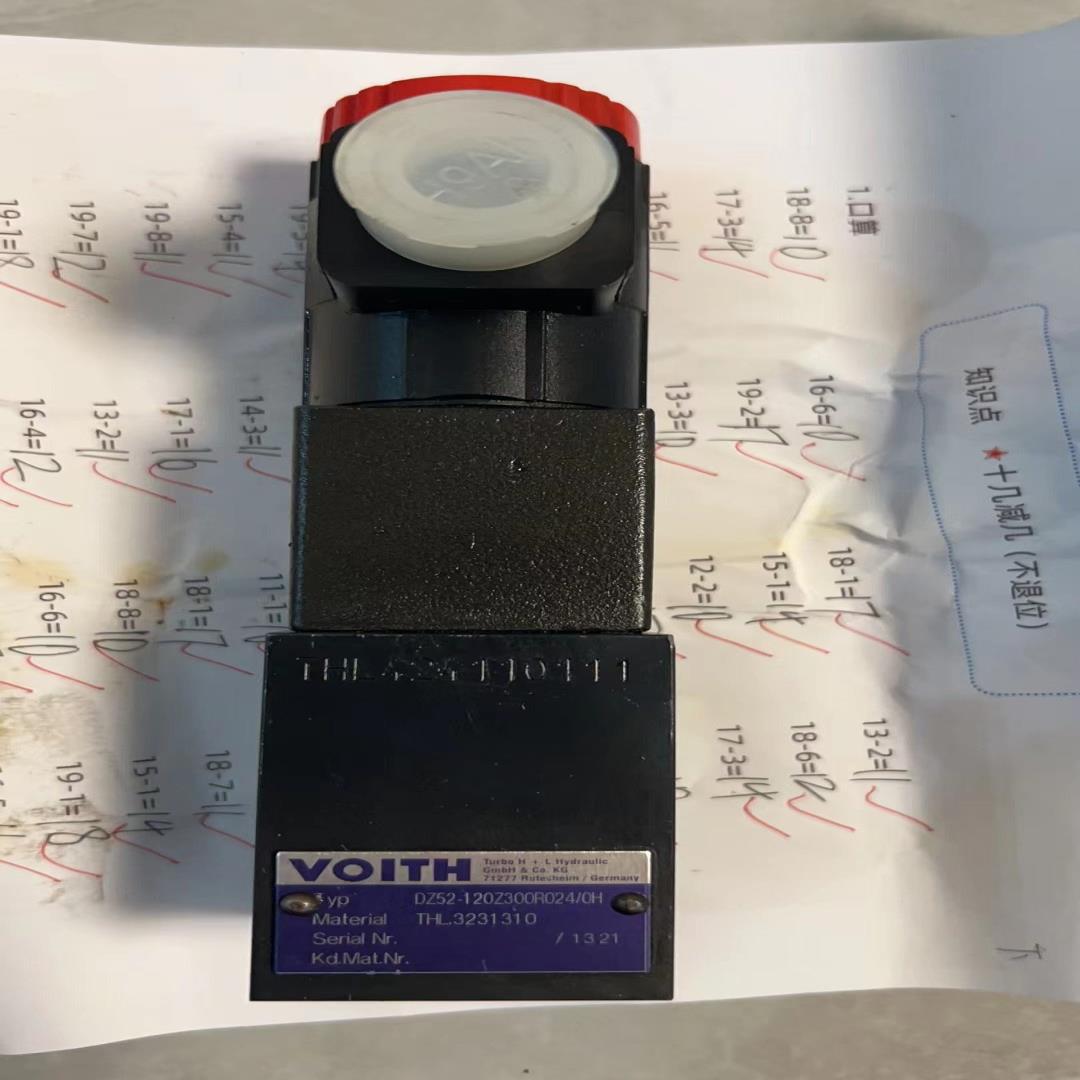 VOITH
Turbo H + L Hydraulic
GmbH & Co. KG
71277 Rutesheim / Germany
Typ DZ52-120Z300R024/0H
Material THL.3231310
Serial Nr. / 1321
Kd.Mat.Nr.
知识点 ★十几减几(不退位)
1.口算
18-8=10 16-6=10 18-1=17 13-2=11
17-3=14 19-2=17 15-1=14 18-6=12
16-5=11 13-3=10 12-2=10 17-3=14
15-4=11 14-3=11 11-1=10
19-8=11 17-1=16 18-1=17 18-7=11
19-7=12 13-2=11 18-8=10 15-1=14
19-1=18 16-4=12 16-6=10 19-1=18